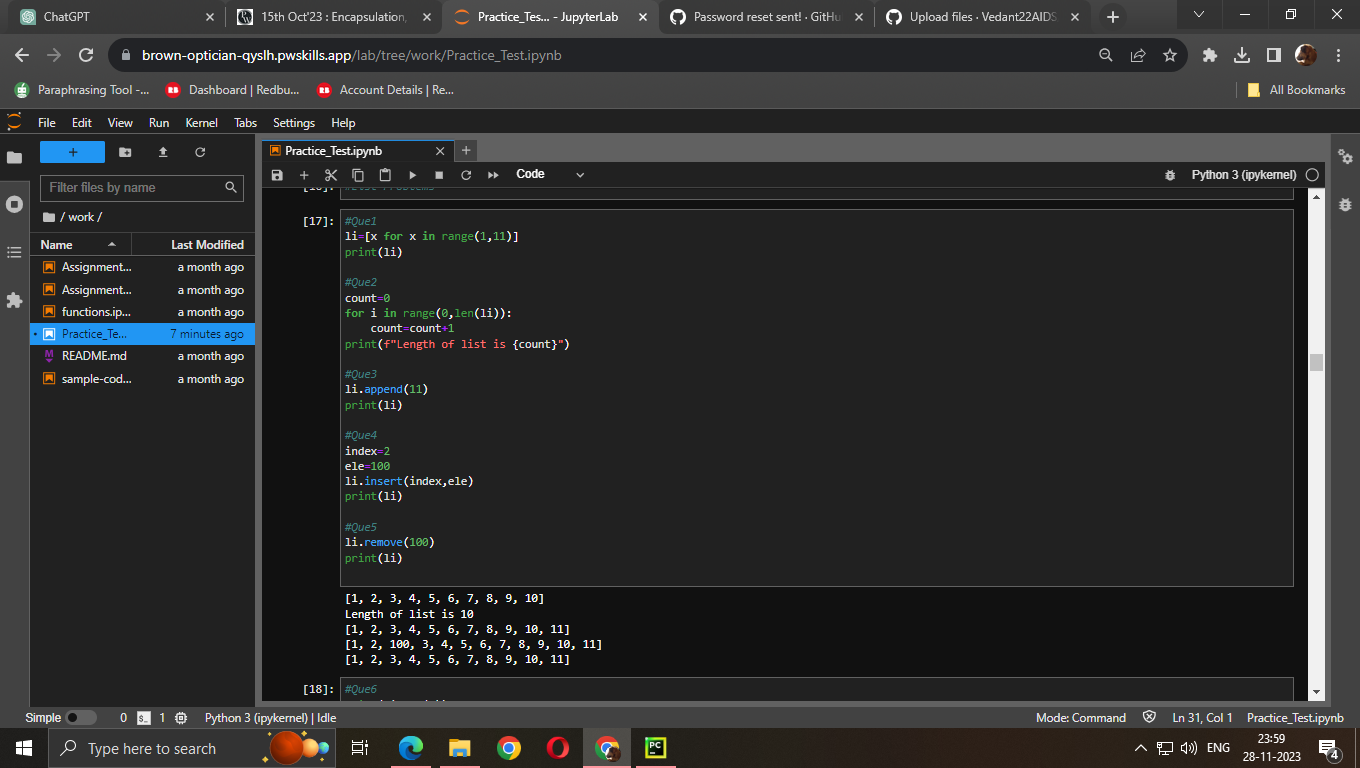 ChatGPT
15th Oct'23 : Encapsulation,
Practice_Tes... - JupyterLab
Password reset sent! · GitHu
Upload files · Vedant22AIDS
brown-optician-qyslh.pwskills.app/lab/tree/work/Practice_Test.ipynb
Paraphrasing Tool -...
Dashboard | Redbu...
Account Details | Re...
All Bookmarks
File Edit View Run Kernel Tabs Settings Help
Filter files by name
/ work /
Name Last Modified
Assignment... a month ago
Assignment... a month ago
functions.ip... a month ago
Practice_Te... 7 minutes ago
README.md a month ago
sample-cod... a month ago
Practice_Test.ipynb
Code
Python 3 (ipykernel)
[17]:
#Que1
li=[x for x in range(1,11)]
print(li)
#Que2
count=0
for i in range(0,len(li)):
    count=count+1
print(f"Length of list is {count}")
#Que3
li.append(11)
print(li)
#Que4
index=2
ele=100
li.insert(index,ele)
print(li)
#Que5
li.remove(100)
print(li)
[1, 2, 3, 4, 5, 6, 7, 8, 9, 10]
Length of list is 10
[1, 2, 3, 4, 5, 6, 7, 8, 9, 10, 11]
[1, 2, 100, 3, 4, 5, 6, 7, 8, 9, 10, 11]
[1, 2, 3, 4, 5, 6, 7, 8, 9, 10, 11]
[18]:
#Que6
Simple 0 $_ 1 Python 3 (ipykernel) | Idle
Mode: Command Ln 31, Col 1 Practice_Test.ipynb
Type here to search
PC
ENG
23:59
28-11-2023
4